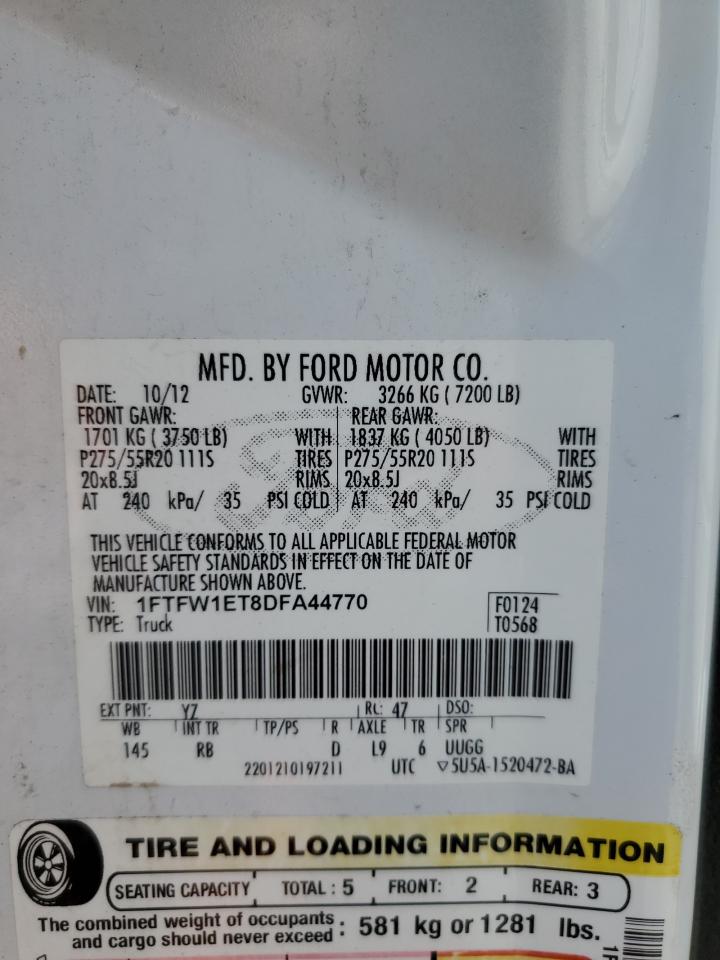 MFD. BY FORD MOTOR CO.
DATE: 10/12 GVWR: 3266 KG ( 7200 LB)
FRONT GAWR: REAR GAWR:
1701 KG ( 3750 LB) WITH 1837 KG ( 4050 LB) WITH
P275/55R20 111S TIRES P275/55R20 111S TIRES
20x8.5J RIMS 20x8.5J RIMS
AT 240 kPa/ 35 PSI COLD AT 240 kPa/ 35 PSI COLD
THIS VEHICLE CONFORMS TO ALL APPLICABLE FEDERAL MOTOR
VEHICLE SAFETY STANDARDS IN EFFECT ON THE DATE OF
MANUFACTURE SHOWN ABOVE.
VIN: 1FTFW1ET8DFA44770 F0124
TYPE: Truck T0568
EXT PNT: YZ RC: 47 DSO:
WB INT TR TP/PS R AXLE TR SPR
145 RB D L9 6 UUGG
2201210197211 UTC ▽5U5A-1520472-BA
TIRE AND LOADING INFORMATION
SEATING CAPACITY TOTAL : 5 FRONT: 2 REAR: 3
The combined weight of occupants
and cargo should never exceed : 581 kg or 1281 lbs.